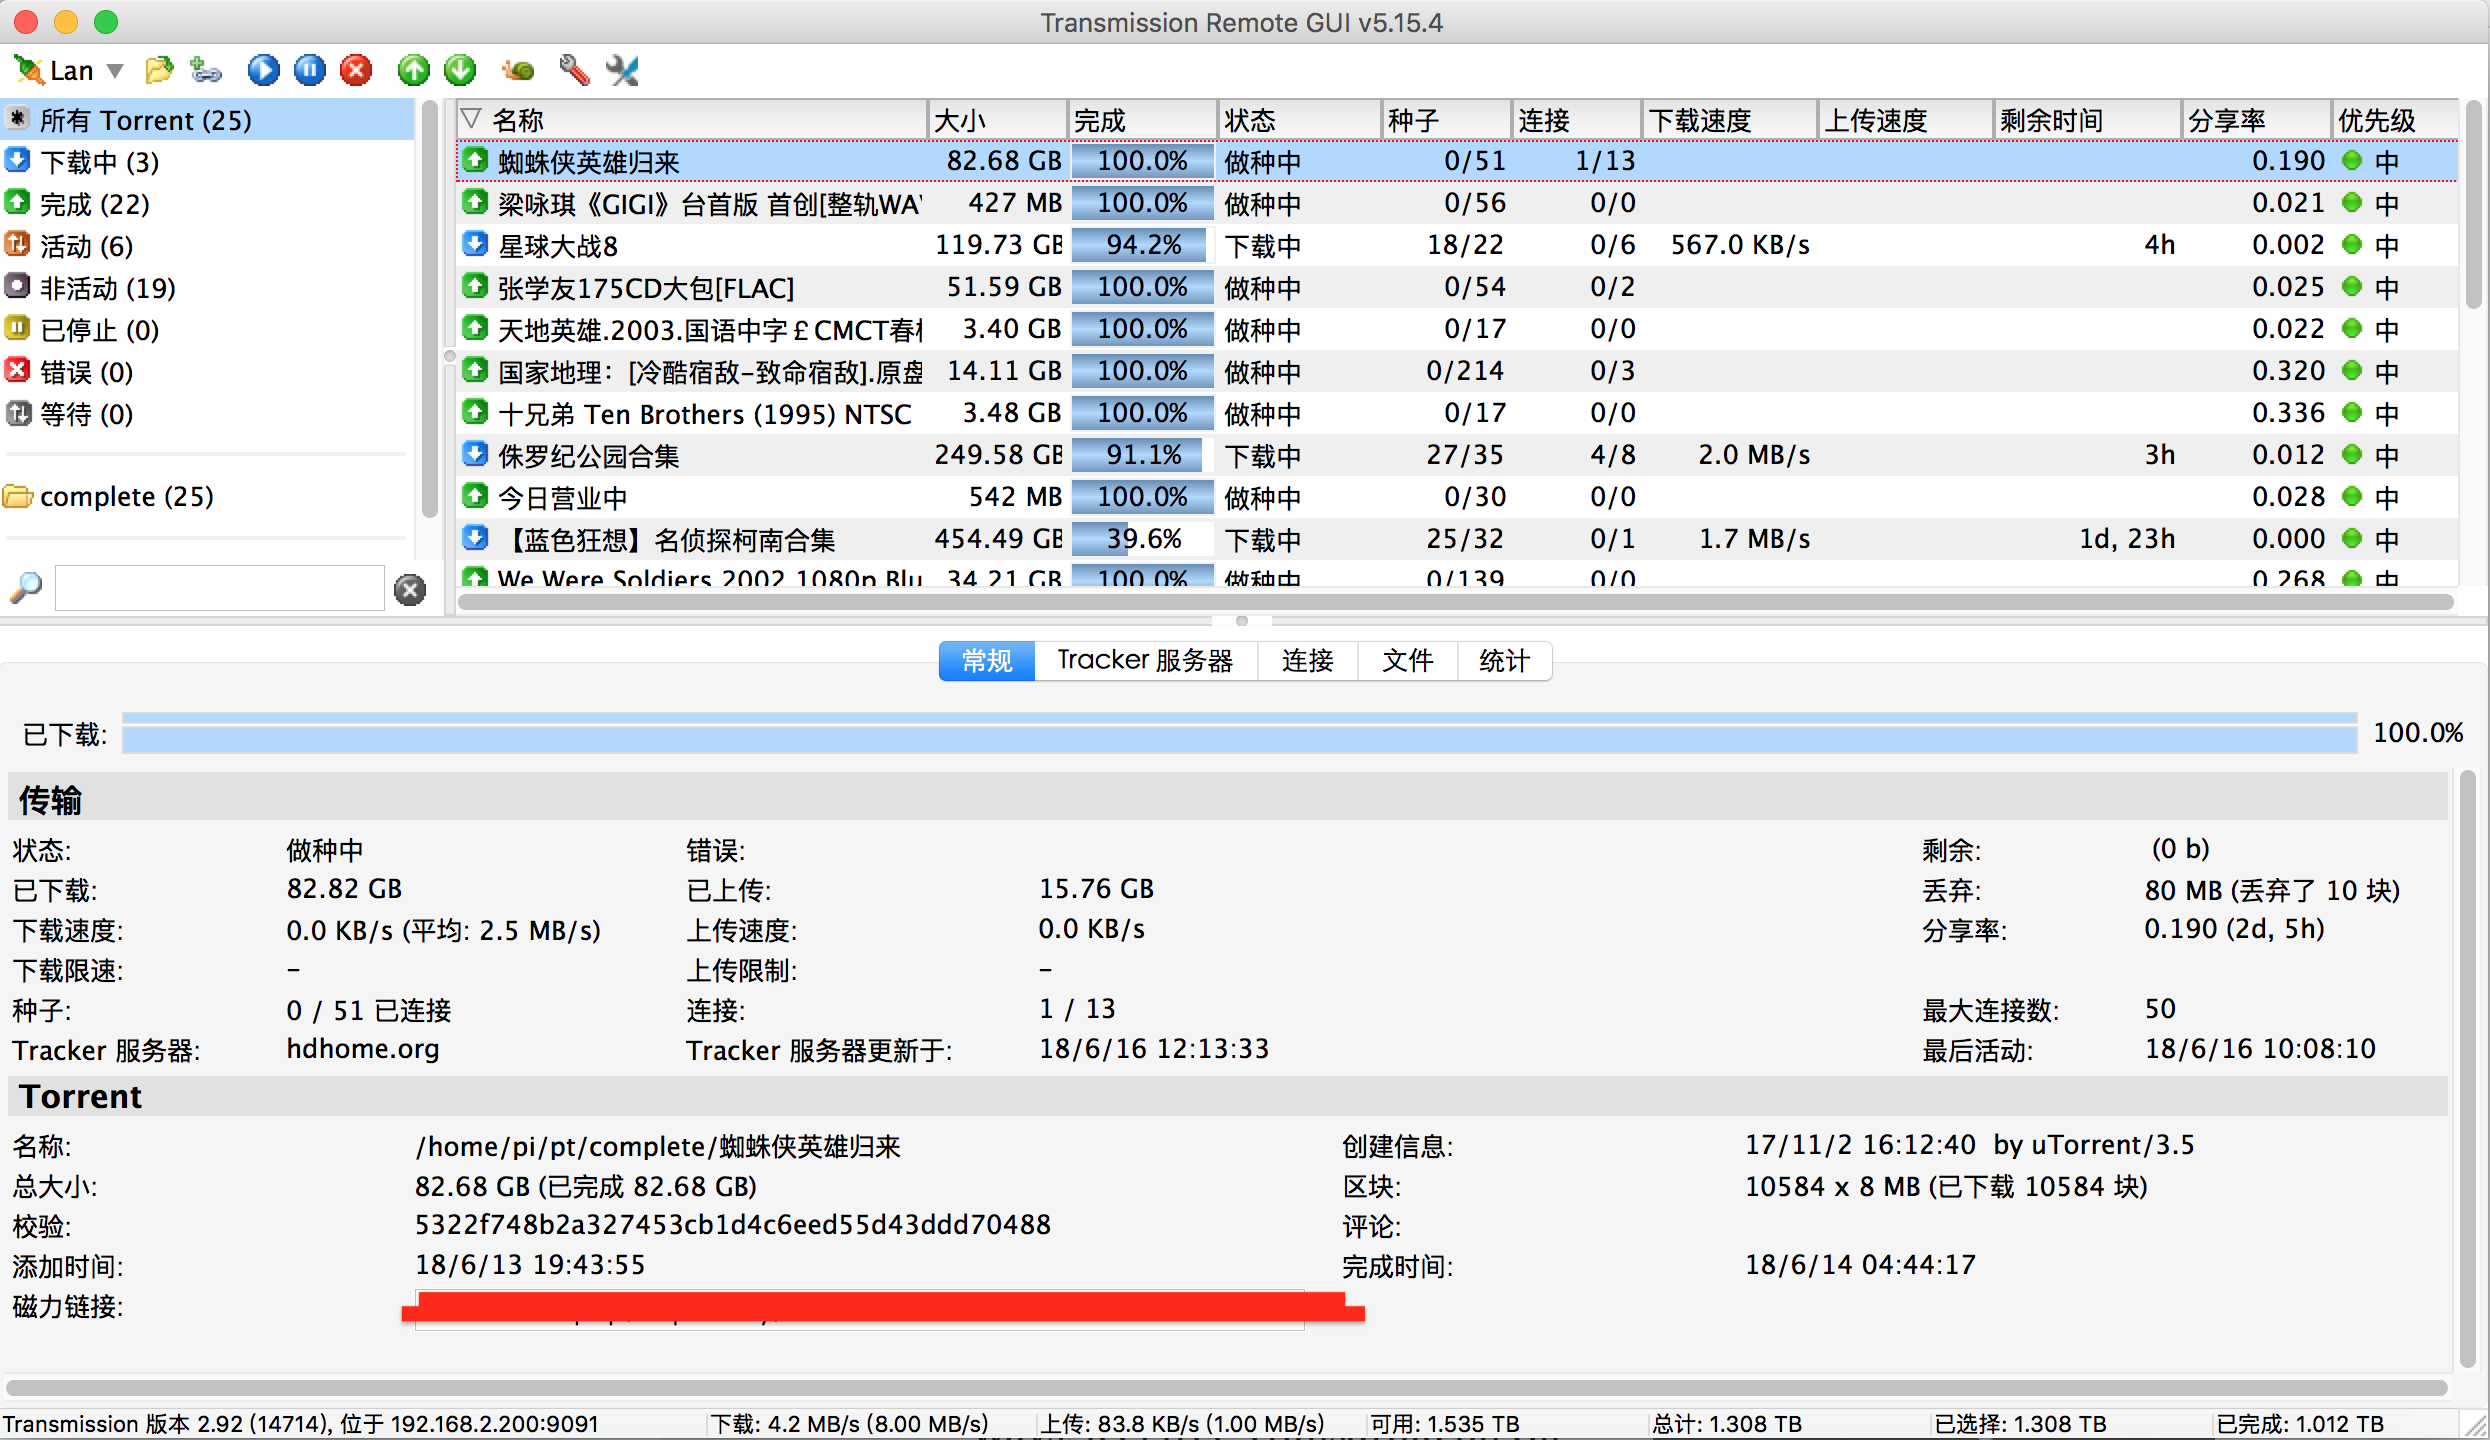 Transmission Remote GUI v5.15.4
Lan
所有 Torrent (25)
下载中 (3)
完成 (22)
活动 (6)
非活动 (19)
已停止 (0)
错误 (0)
等待 (0)
complete (25)
名称 大小 完成 状态 种子 连接 下载速度 上传速度 剩余时间 分享率 优先级
蜘蛛侠英雄归来 82.68 GB 100.0% 做种中 0/51 1/13 0.190 中
梁咏琪《GIGI》台首版 首创[整轨WAV 427 MB 100.0% 做种中 0/56 0/0 0.021 中
星球大战8 119.73 GB 94.2% 下载中 18/22 0/6 567.0 KB/s 4h 0.002 中
张学友175CD大包[FLAC] 51.59 GB 100.0% 做种中 0/54 0/2 0.025 中
天地英雄.2003.国语中字￡CMCT春 3.40 GB 100.0% 做种中 0/17 0/0 0.022 中
国家地理：[冷酷宿敌-致命宿敌].原盘 14.11 GB 100.0% 做种中 0/214 0/3 0.320 中
十兄弟 Ten Brothers (1995) NTSC 3.48 GB 100.0% 做种中 0/17 0/0 0.336 中
侏罗纪公园合集 249.58 GB 91.1% 下载中 27/35 4/8 2.0 MB/s 3h 0.012 中
今日营业中 542 MB 100.0% 做种中 0/30 0/0 0.028 中
【蓝色狂想】名侦探柯南合集 454.49 GB 39.6% 下载中 25/32 0/1 1.7 MB/s 1d, 23h 0.000 中
We Were Soldiers 2002 1080p Blu 34.21 GB 100.0% 做种中 0/139 0/0 0.268 中
常规 Tracker 服务器 连接 文件 统计
已下载: 100.0%
传输
状态: 做种中 错误: 剩余: (0 b)
已下载: 82.82 GB 已上传: 15.76 GB 丢弃: 80 MB (丢弃了 10 块)
下载速度: 0.0 KB/s (平均: 2.5 MB/s) 上传速度: 0.0 KB/s 分享率: 0.190 (2d, 5h)
下载限速: – 上传限制: –
种子: 0 / 51 已连接 连接: 1 / 13 最大连接数: 50
Tracker 服务器: hdhome.org Tracker 服务器更新于: 18/6/16 12:13:33 最后活动: 18/6/16 10:08:10
Torrent
名称: /home/pi/pt/complete/蜘蛛侠英雄归来 创建信息: 17/11/2 16:12:40 by uTorrent/3.5
总大小: 82.68 GB (已完成 82.68 GB) 区块: 10584 x 8 MB (已下载 10584 块)
校验: 5322f748b2a327453cb1d4c6eed55d43ddd70488 评论:
添加时间: 18/6/13 19:43:55 完成时间: 18/6/14 04:44:17
磁力链接:
Transmission 版本 2.92 (14714), 位于 192.168.2.200:9091 下载: 4.2 MB/s (8.00 MB/s) 上传: 83.8 KB/s (1.00 MB/s) 可用: 1.535 TB 总计: 1.308 TB 已选择: 1.308 TB 已完成: 1.012 TB